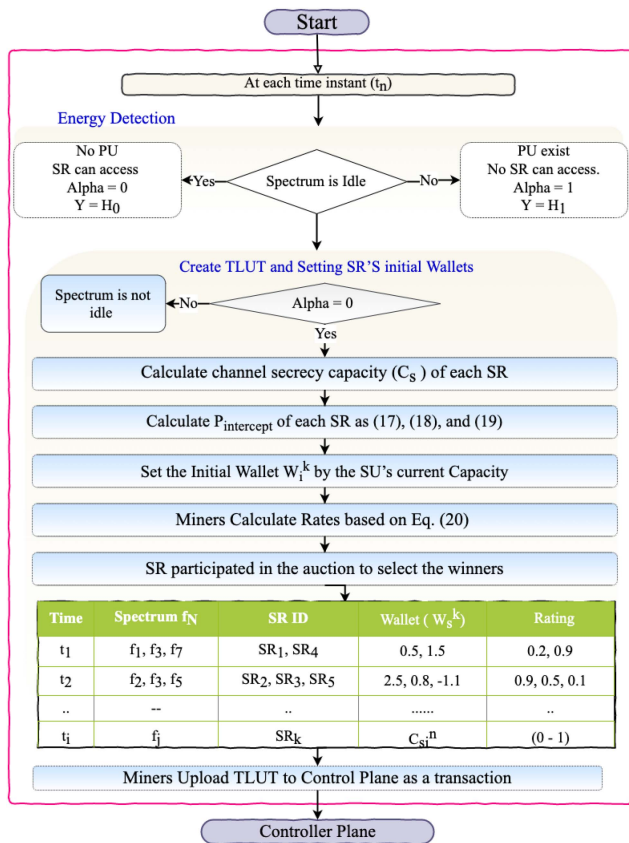 Start
At each time instant (tn)
Energy Detection
No PU
SR can access
Alpha = 0
Y = H0
Yes
Spectrum is Idle
No
PU exist
No SR can access.
Alpha = 1
Y = H1
Create TLUT and Setting SR'S initial Wallets
Spectrum is not
idle
No
Alpha = 0
Yes
Calculate channel secrecy capacity (Cs ) of each SR
Calculate Pintercept of each SR as (17), (18), and (19)
Set the Initial Wallet Wi^k by the SU's current Capacity
Miners Calculate Rates based on Eq. (20)
SR participated in the auction to select the winners
Time Spectrum fN SR ID Wallet ( Ws^k) Rating
t1 f1, f3, f7 SR1, SR4 0.5, 1.5 0.2, 0.9
t2 f2, f3, f5 SR2, SR3, SR5 2.5, 0.8, -1.1 0.9, 0.5, 0.1
.. -- .. ...... ..
ti fj SRk Csi^n (0 - 1)
Miners Upload TLUT to Control Plane as a transaction
Controller Plane